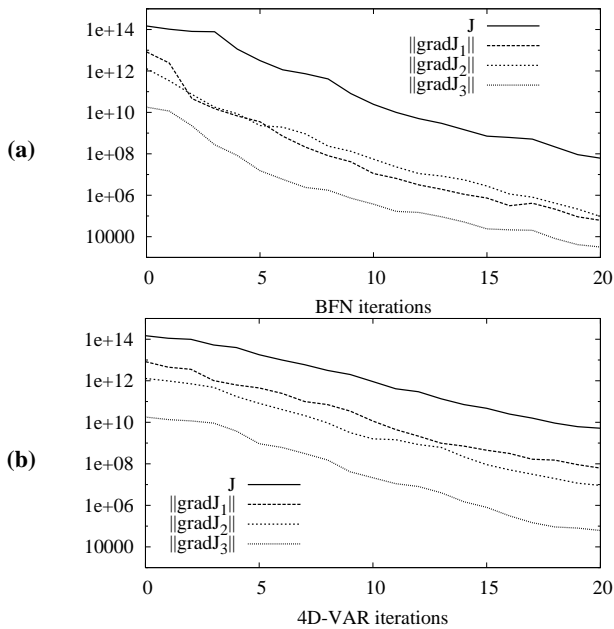 (a)
1e+14
1e+12
1e+10
1e+08
1e+06
10000
J
||gradJ1||
||gradJ2||
||gradJ3||
0 5 10 15 20
BFN iterations
(b)
1e+14
1e+12
1e+10
1e+08
1e+06
10000
J
||gradJ1||
||gradJ2||
||gradJ3||
0 5 10 15 20
4D-VAR iterations